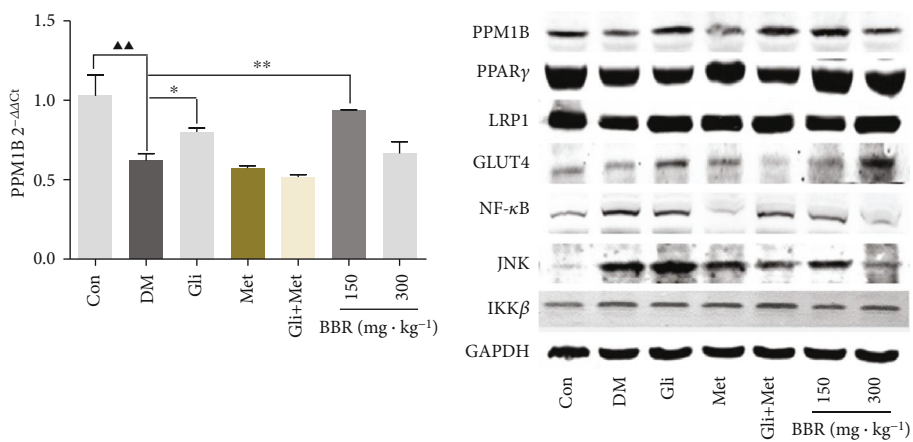 PPM1B 2⁻ΔΔCt
1.5
1.0
0.5
0.0
▲▲
*
**
Con
DM
Gli
Met
Gli+Met
150
300
BBR (mg · kg⁻¹)
PPM1B
PPARγ
LRP1
GLUT4
NF-κB
JNK
IKKβ
GAPDH
Con
DM
Gli
Met
Gli+Met
150
300
BBR (mg · kg⁻¹)